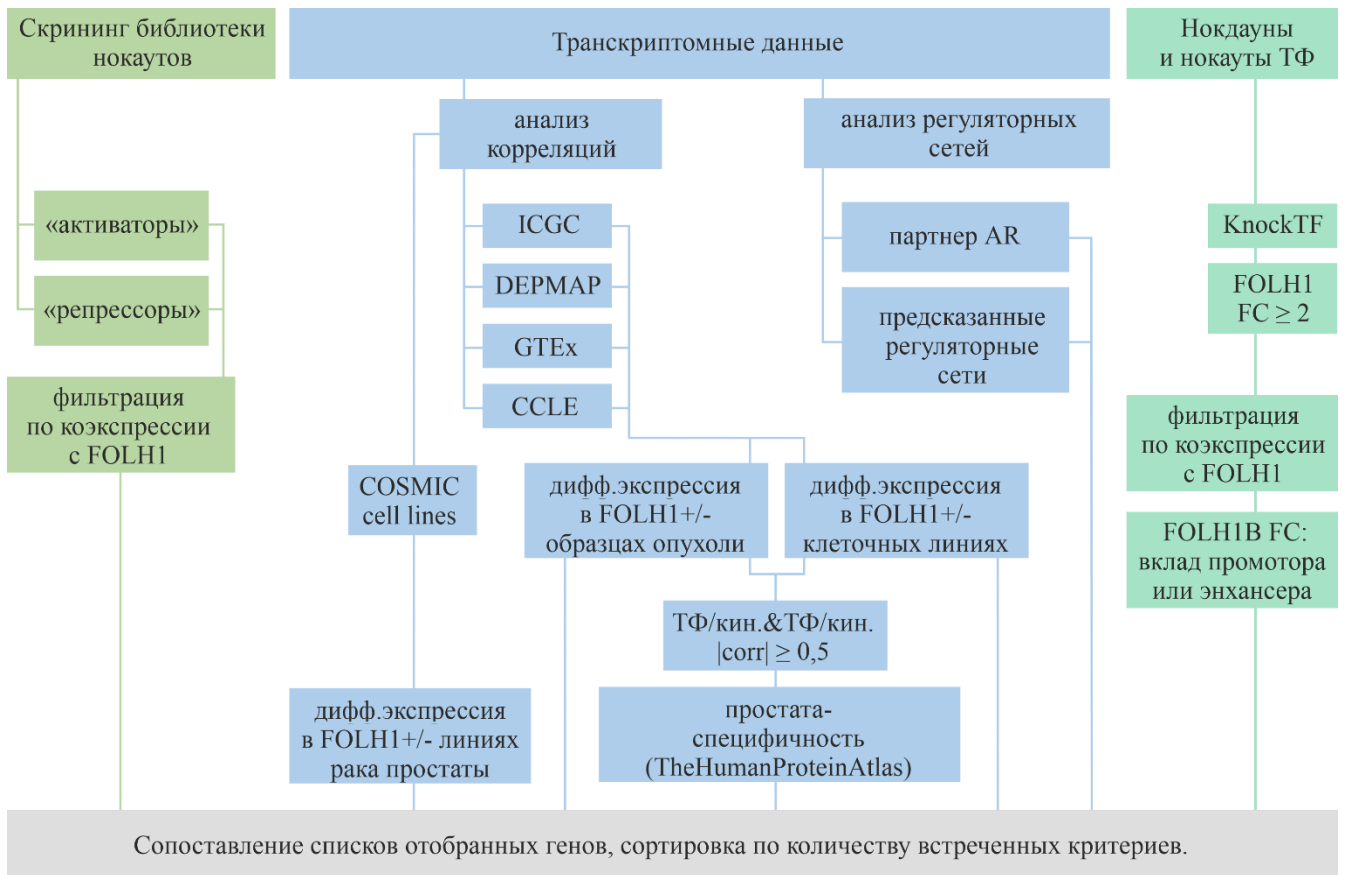 Скрининг библиотеки
нокаутов
Транскриптомные данные
Нокдауны
и нокауты ТФ
анализ
корреляций
анализ регуляторных
сетей
«активаторы»
«репрессоры»
фильтрация
по коэкспрессии
с FOLH1
ICGC
DEPMAP
GTEx
CCLE
партнер AR
предсказанные
регуляторные
сети
KnockTF
FOLH1
FC ≥ 2
фильтрация
по коэкспрессии
с FOLH1
FOLH1B FC:
вклад промотора
или энхансера
COSMIC
cell lines
дифф.экспрессия
в FOLH1+/-
образцах опухоли
дифф.экспрессия
в FOLH1+/-
клеточных линиях
ТФ/кин.&ТФ/кин.
|corr| ≥ 0,5
дифф.экспрессия
в FOLH1+/- линиях
рака простаты
простата-
специфичность
(TheHumanProteinAtlas)
Сопоставление списков отобранных генов, сортировка по количеству встреченных критериев.